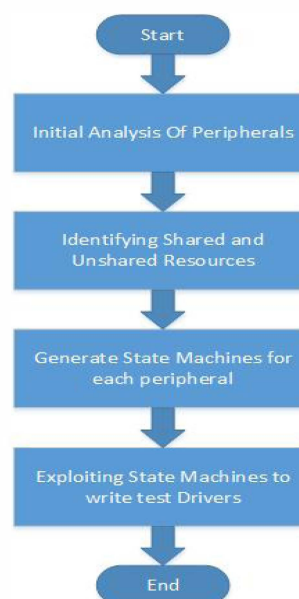 Start
Initial Analysis Of Peripherals
Identifying Shared and
Unshared Resources
Generate State Machines for
each peripheral
Exploiting State Machines to
write test Drivers
End